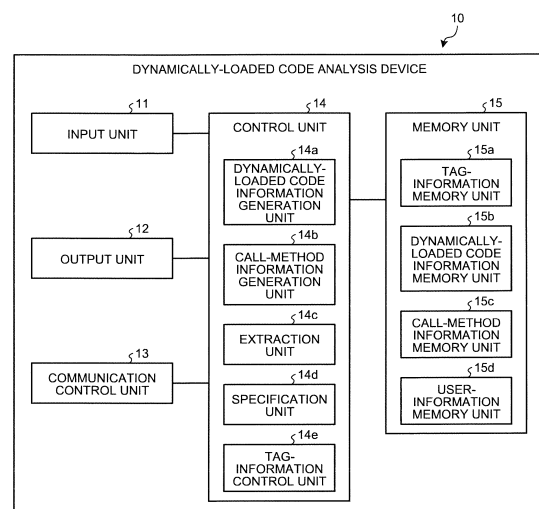 10
DYNAMICALLY-LOADED CODE ANALYSIS DEVICE
11
INPUT UNIT
12
OUTPUT UNIT
13
COMMUNICATION
CONTROL UNIT
14
CONTROL UNIT
14a
DYNAMICALLY-
LOADED CODE
INFORMATION
GENERATION
UNIT
14b
CALL-METHOD
INFORMATION
GENERATION
UNIT
14c
EXTRACTION
UNIT
14d
SPECIFICATION
UNIT
14e
TAG-
INFORMATION
CONTROL UNIT
15
MEMORY UNIT
15a
TAG-
INFORMATION
MEMORY UNIT
15b
DYNAMICALLY-
LOADED CODE
INFORMATION
MEMORY UNIT
15c
CALL-METHOD
INFORMATION
MEMORY UNIT
15d
USER-
INFORMATION
MEMORY UNIT